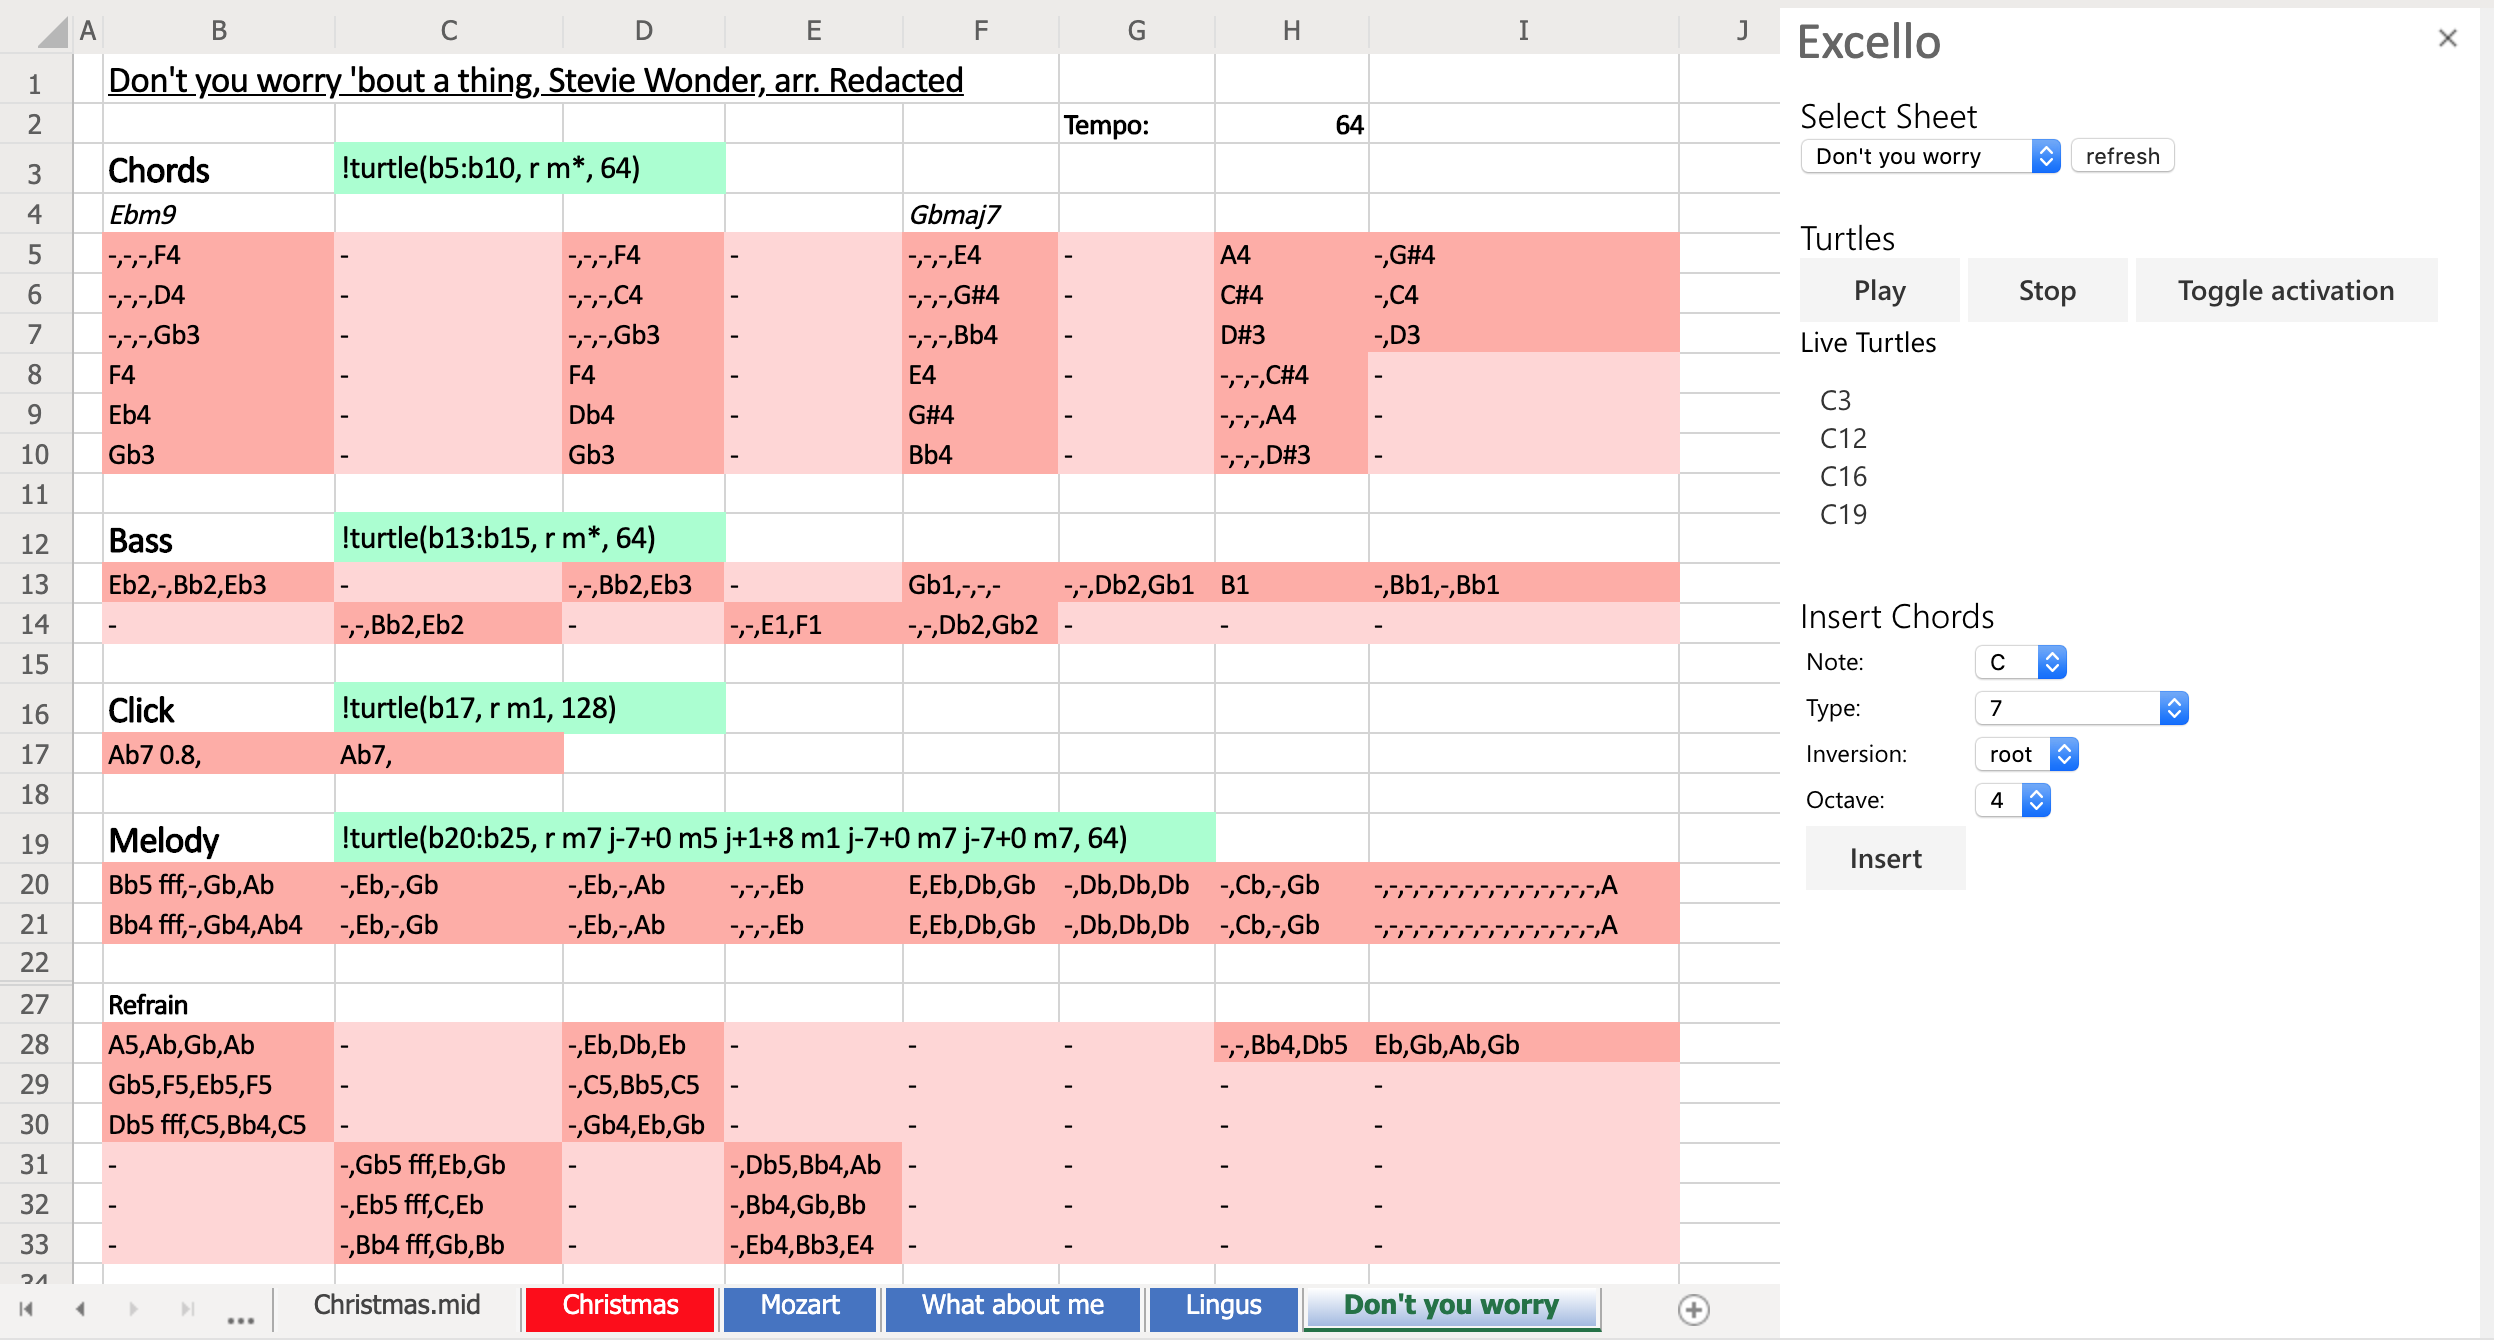 A B C D E F G H I J
1 Don't you worry 'bout a thing, Stevie Wonder, arr. Redacted
2 Tempo: 64
3 Chords !turtle(b5:b10, r m*, 64)
4 Ebm9 Gbmaj7
5 -,-,-,F4 - -,-,-,F4 - -,-,-,E4 - A4 -,G#4
6 -,-,-,D4 - -,-,-,C4 - -,-,-,G#4 - C#4 -,C4
7 -,-,-,Gb3 - -,-,-,Gb3 - -,-,-,Bb4 - D#3 -,D3
8 F4 - F4 - E4 - -,-,-,C#4 -
9 Eb4 - Db4 - G#4 - -,-,-,A4 -
10 Gb3 - Gb3 - Bb4 - -,-,-,D#3 -
11
12 Bass !turtle(b13:b15, r m*, 64)
13 Eb2,-,Bb2,Eb3 - -,-,Bb2,Eb3 - Gb1,-,-,- -,-,Db2,Gb1 B1 -,Bb1,-,Bb1
14 - -,-,Bb2,Eb2 - -,-,E1,F1 -,-,Db2,Gb2 - - -
15
16 Click !turtle(b17, r m1, 128)
17 Ab7 0.8, Ab7,
18
19 Melody !turtle(b20:b25, r m7 j-7+0 m5 j+1+8 m1 j-7+0 m7 j-7+0 m7, 64)
20 Bb5 fff,-,Gb,Ab -,Eb,-,Gb -,Eb,-,Ab -,-,-,Eb E,Eb,Db,Gb -,Db,Db,Db -,Cb,-,Gb -,-,-,-,-,-,-,-,-,-,-,-,-,-,-,A
21 Bb4 fff,-,Gb4,Ab4 -,Eb,-,Gb -,Eb,-,Ab -,-,-,Eb E,Eb,Db,Gb -,Db,Db,Db -,Cb,-,Gb -,-,-,-,-,-,-,-,-,-,-,-,-,-,-,A
22
27 Refrain
28 A5,Ab,Gb,Ab - -,Eb,Db,Eb - - - -,-,Bb4,Db5 Eb,Gb,Ab,Gb
29 Gb5,F5,Eb5,F5 - -,C5,Bb5,C5 - - - - -
30 Db5 fff,C5,Bb4,C5 - -,Gb4,Eb,Gb - - - - -
31 - -,Gb5 fff,Eb,Gb - -,Db5,Bb4,Ab - - - -
32 - -,Eb5 fff,C,Eb - -,Bb4,Gb,Bb - - - -
33 - -,Bb4 fff,Gb,Bb - -,Eb4,Bb3,E4 - - - -
34
... Christmas.mid Christmas Mozart What about me Lingus Don't you worry
Excello
Select Sheet
Don't you worry refresh
Turtles
Play Stop Toggle activation
Live Turtles
C3
C12
C16
C19
Insert Chords
Note: C
Type: 7
Inversion: root
Octave: 4
Insert